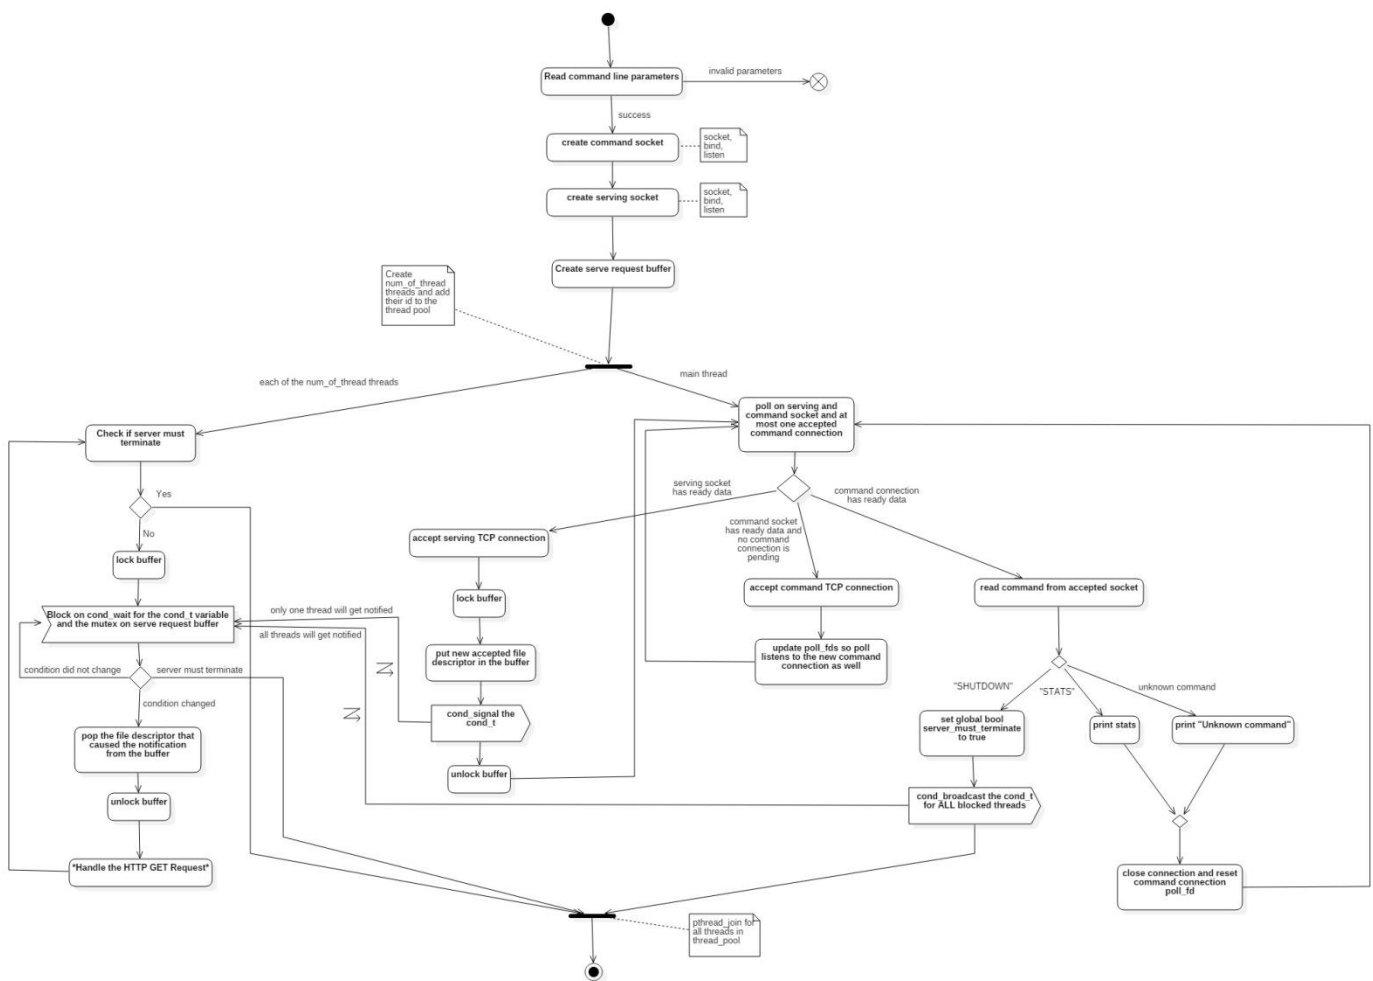 Read command line parameters
invalid parameters
success
create command socket
socket,
bind,
listen
create serving socket
socket,
bind,
listen
Create serve request buffer
Create
num_of_thread
threads and add
their id to the
thread pool
each of the num_of_thread threads
main thread
poll on serving and
command socket and at
most one accepted
command connection
Check if server must
terminate
Yes
No
lock buffer
Block on cond_wait for the cond_t variable
and the mutex on serve request buffer
condition did not change
server must terminate
condition changed
pop the file descriptor that
caused the notification
from the buffer
unlock buffer
*Handle the HTTP GET Request*
only one thread will get notified
all threads will get notified
serving socket
has ready data
accept serving TCP connection
lock buffer
put new accepted file
descriptor in the buffer
cond_signal the
cond_t
unlock buffer
command socket
has ready data and
no command
connection is
pending
accept command TCP connection
update poll_fds so poll
listens to the new command
connection as well
command connection
has ready data
read command from accepted socket
"SHUTDOWN"
"STATS"
unknown command
set global bool
server_must_terminate
to true
print stats
print "Unknown command"
cond_broadcast the cond_t
for ALL blocked threads
close connection and reset
command connection
poll_fd
pthread_join for
all threads in
thread_pool